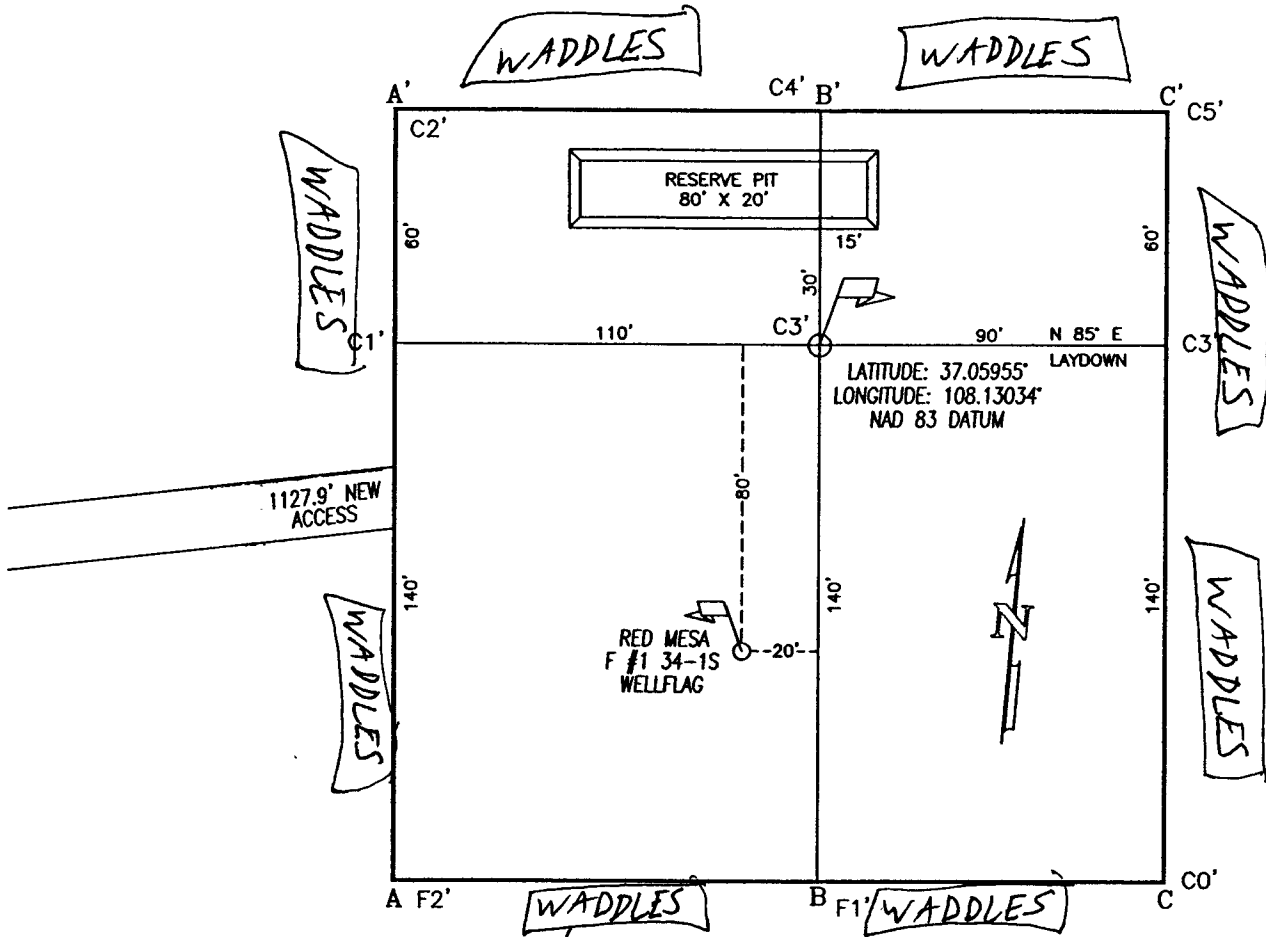 WADDLES
WADDLES
A'
C4'
B'
C'
C5'
C2'
WADDLES
RESERVE PIT
80' X 20'
60'
15'
60'
WADDLES
30'
C1'
110'
C3'
90'
N 85° E
C3'
LAYDOWN
LATITUDE: 37.05955°
LONGITUDE: 108.13034°
NAD 83 DATUM
1127.9' NEW
ACCESS
80'
140'
140'
140'
N
WADDLES
WADDLES
RED MESA
F #1 34-1S
WELLFLAG
20'
A
F2'
WADDLES
B
F1'
WADDLES
C
C0'